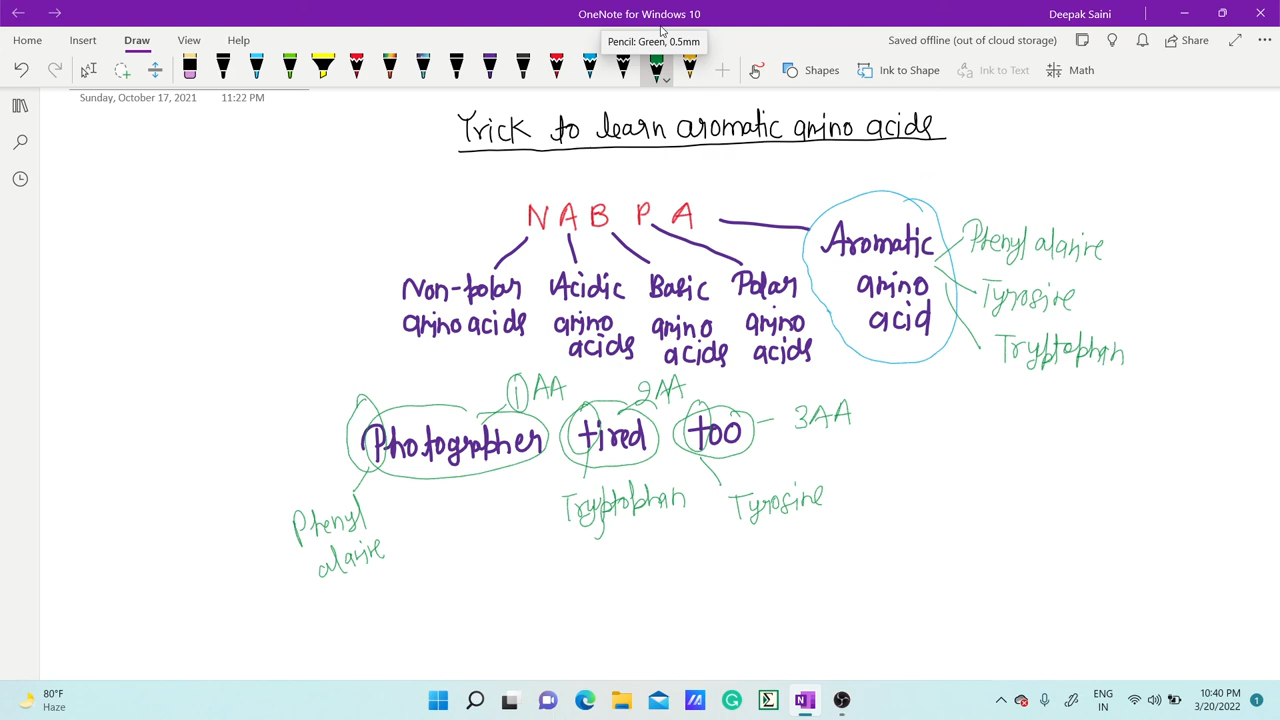 OneNote for Windows 10
Deepak Saini
Home Insert Draw View Help
Pencil: Green, 0.5mm
Saved offline (out of cloud storage)
Share
Shapes
Ink to Shape
Ink to Text
Math
Sunday, October 17, 2021 11:22 PM
Trick to learn aromatic amino acids
N A B P A
Non-polar amino acids
Acidic amino acids
Basic amino acids
Polar amino acids
Aromatic amino acid
Phenyl alanine
Tyrosine
Tryptophan
1 AA 2AA
Photographer tired too - 3AA
Phenyl alanine
Tryptophan
Tyrosine
80°F
Haze
ENG
IN
10:40 PM
3/20/2022
1